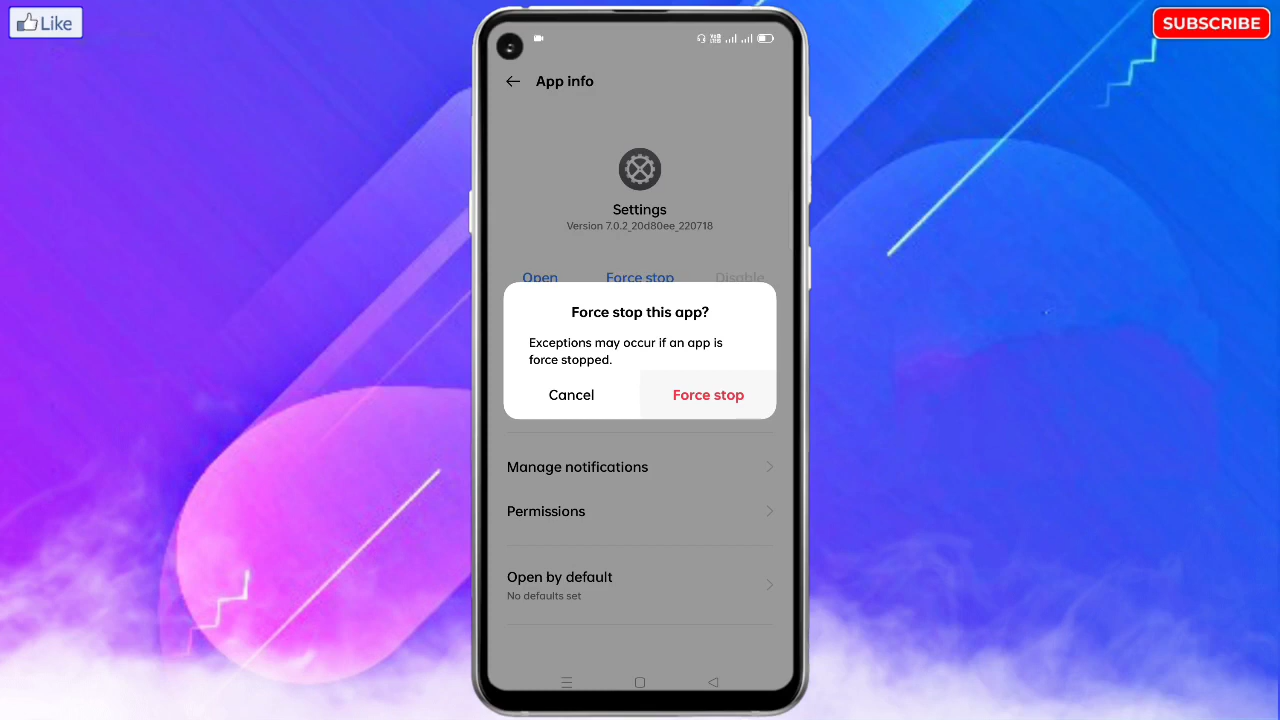 Like
SUBSCRIBE
App info
Settings
Version 7.0.2_20d80ee_220718
Open Force stop Disable
Force stop this app?
Exceptions may occur if an app is
force stopped.
Cancel Force stop
Manage notifications
Permissions
Open by default
No defaults set